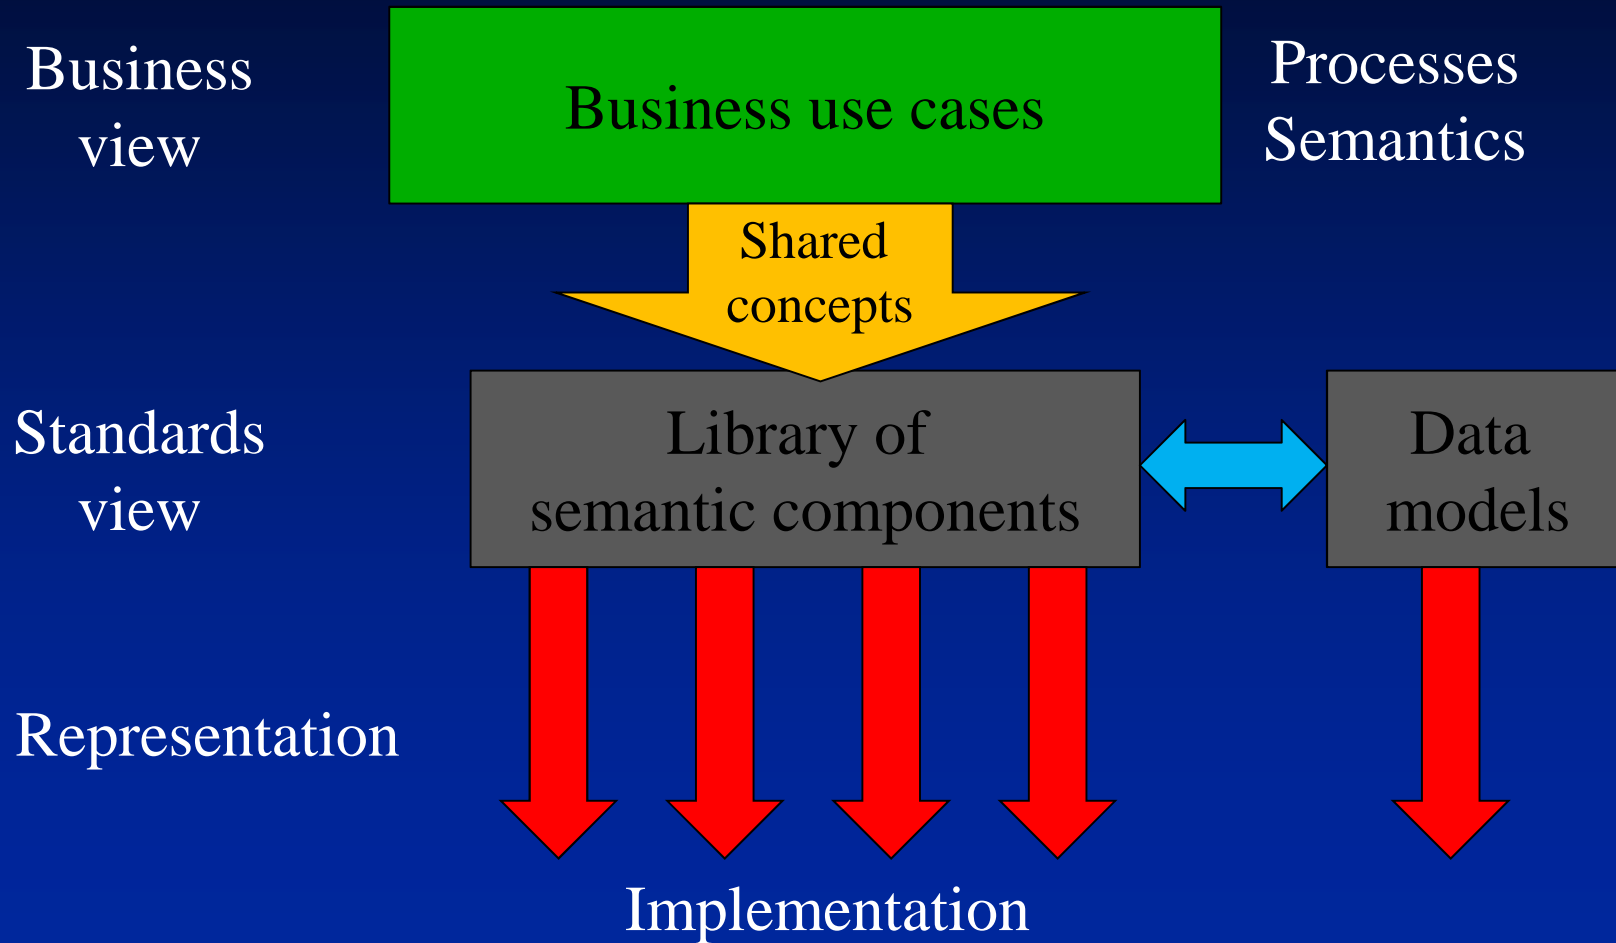 Business
view
Business use cases
Processes
Semantics
Shared
concepts
Standards
view
Library of
semantic components
Data
models
Representation
Implementation